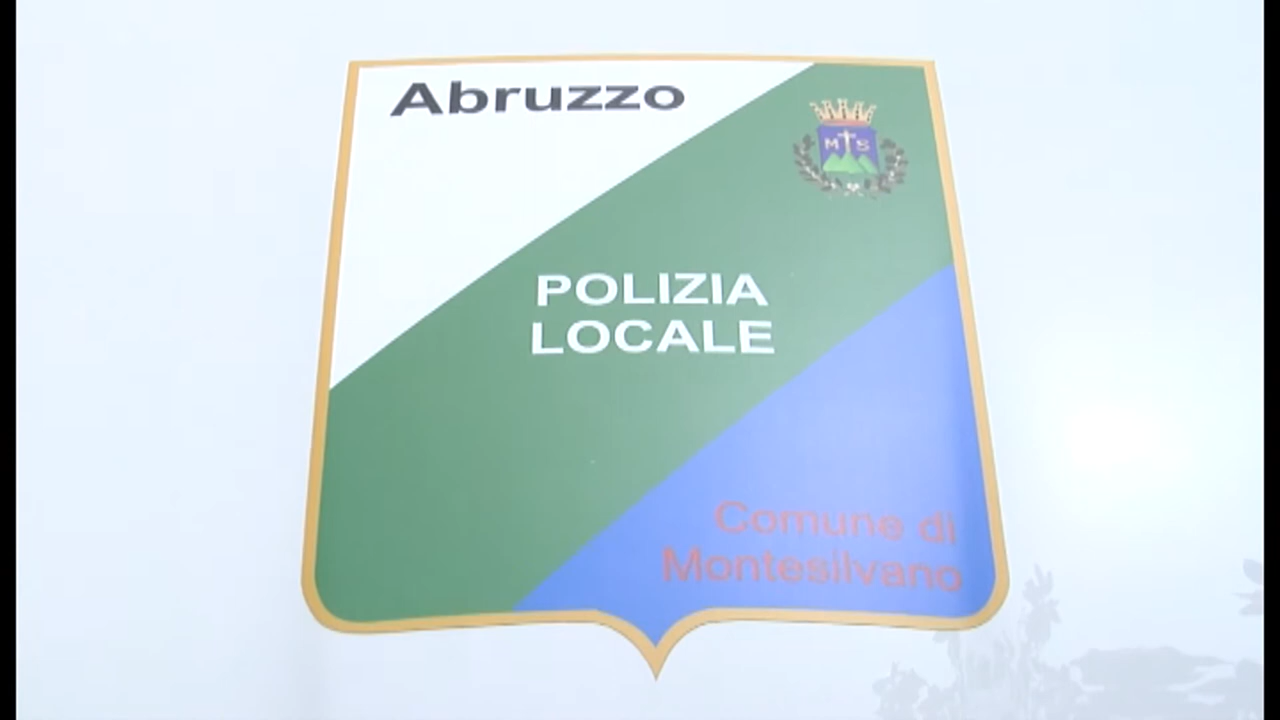 Abruzzo
M S
POLIZIA
LOCALE
Comune di
Montesilvano